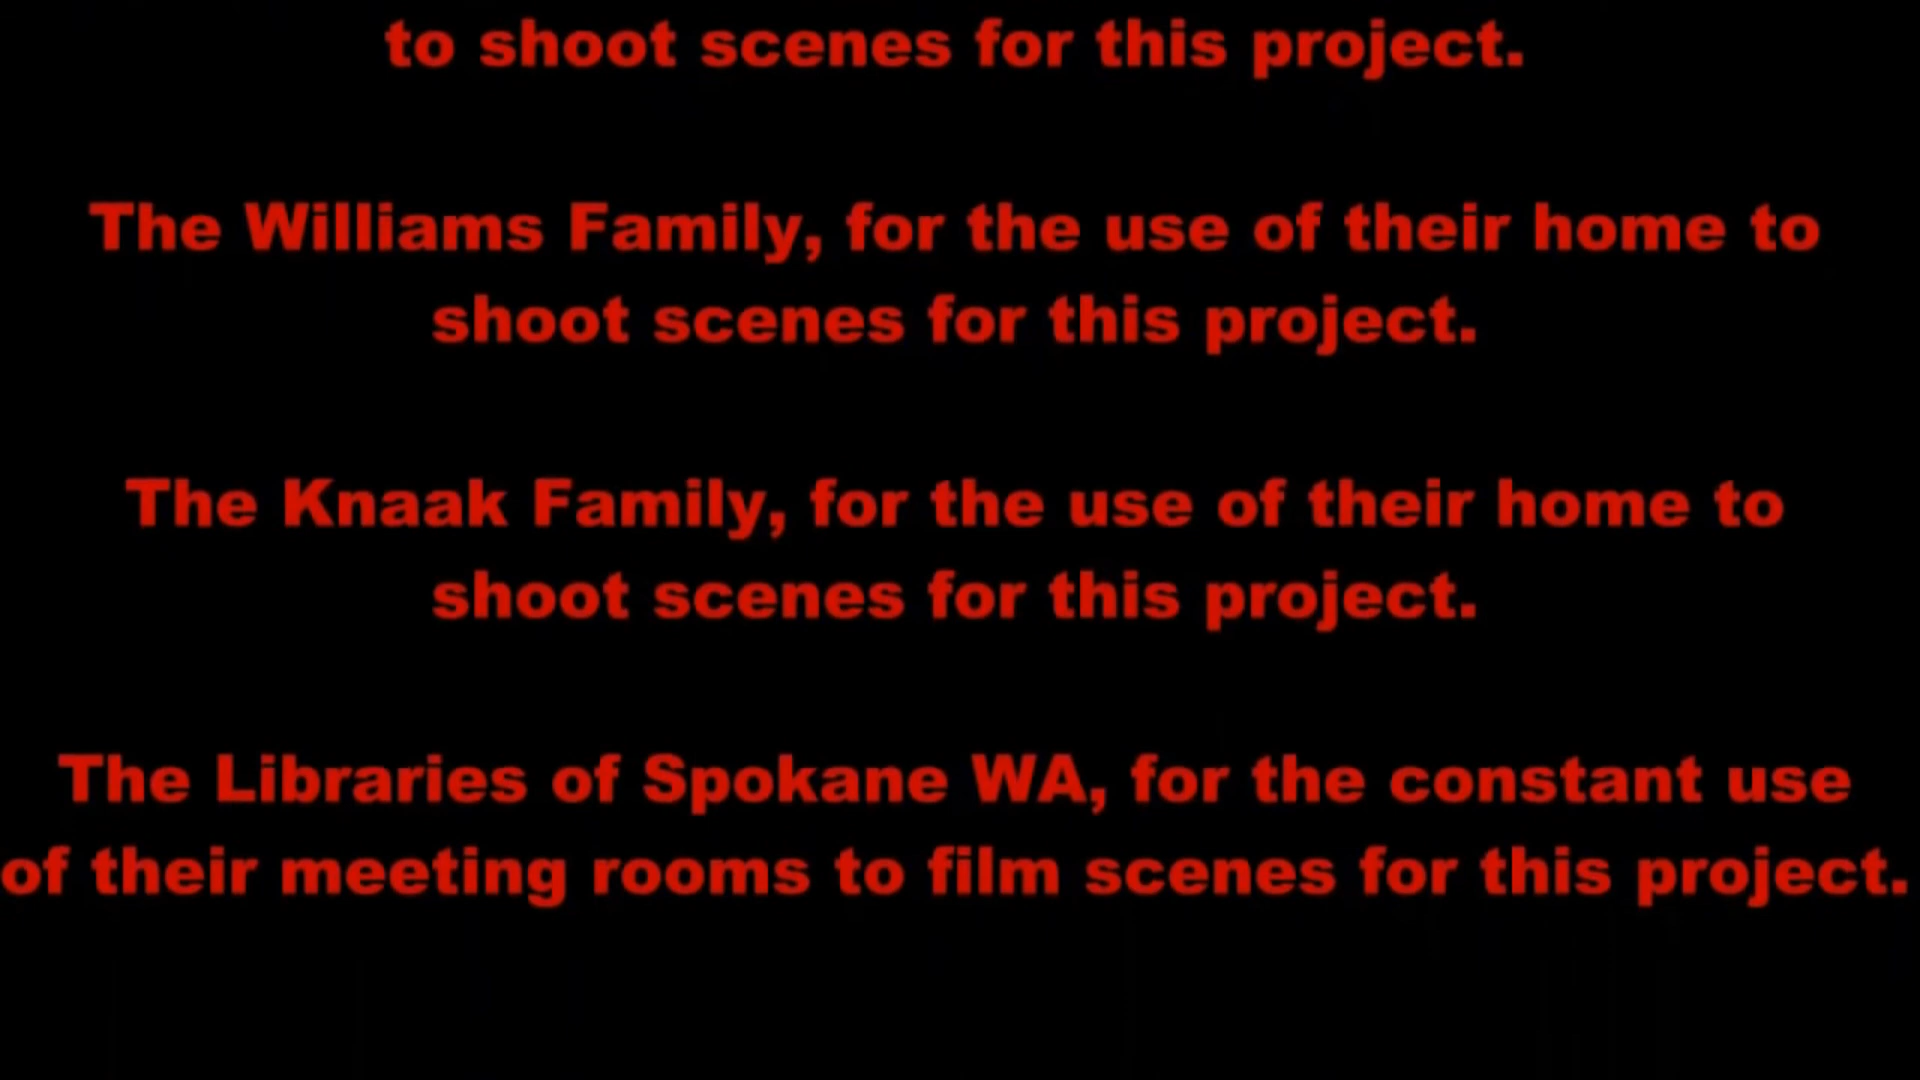 to shoot scenes for this project.
The Williams Family, for the use of their home to
shoot scenes for this project.
The Knaak Family, for the use of their home to
shoot scenes for this project.
The Libraries of Spokane WA, for the constant use
of their meeting rooms to film scenes for this project.